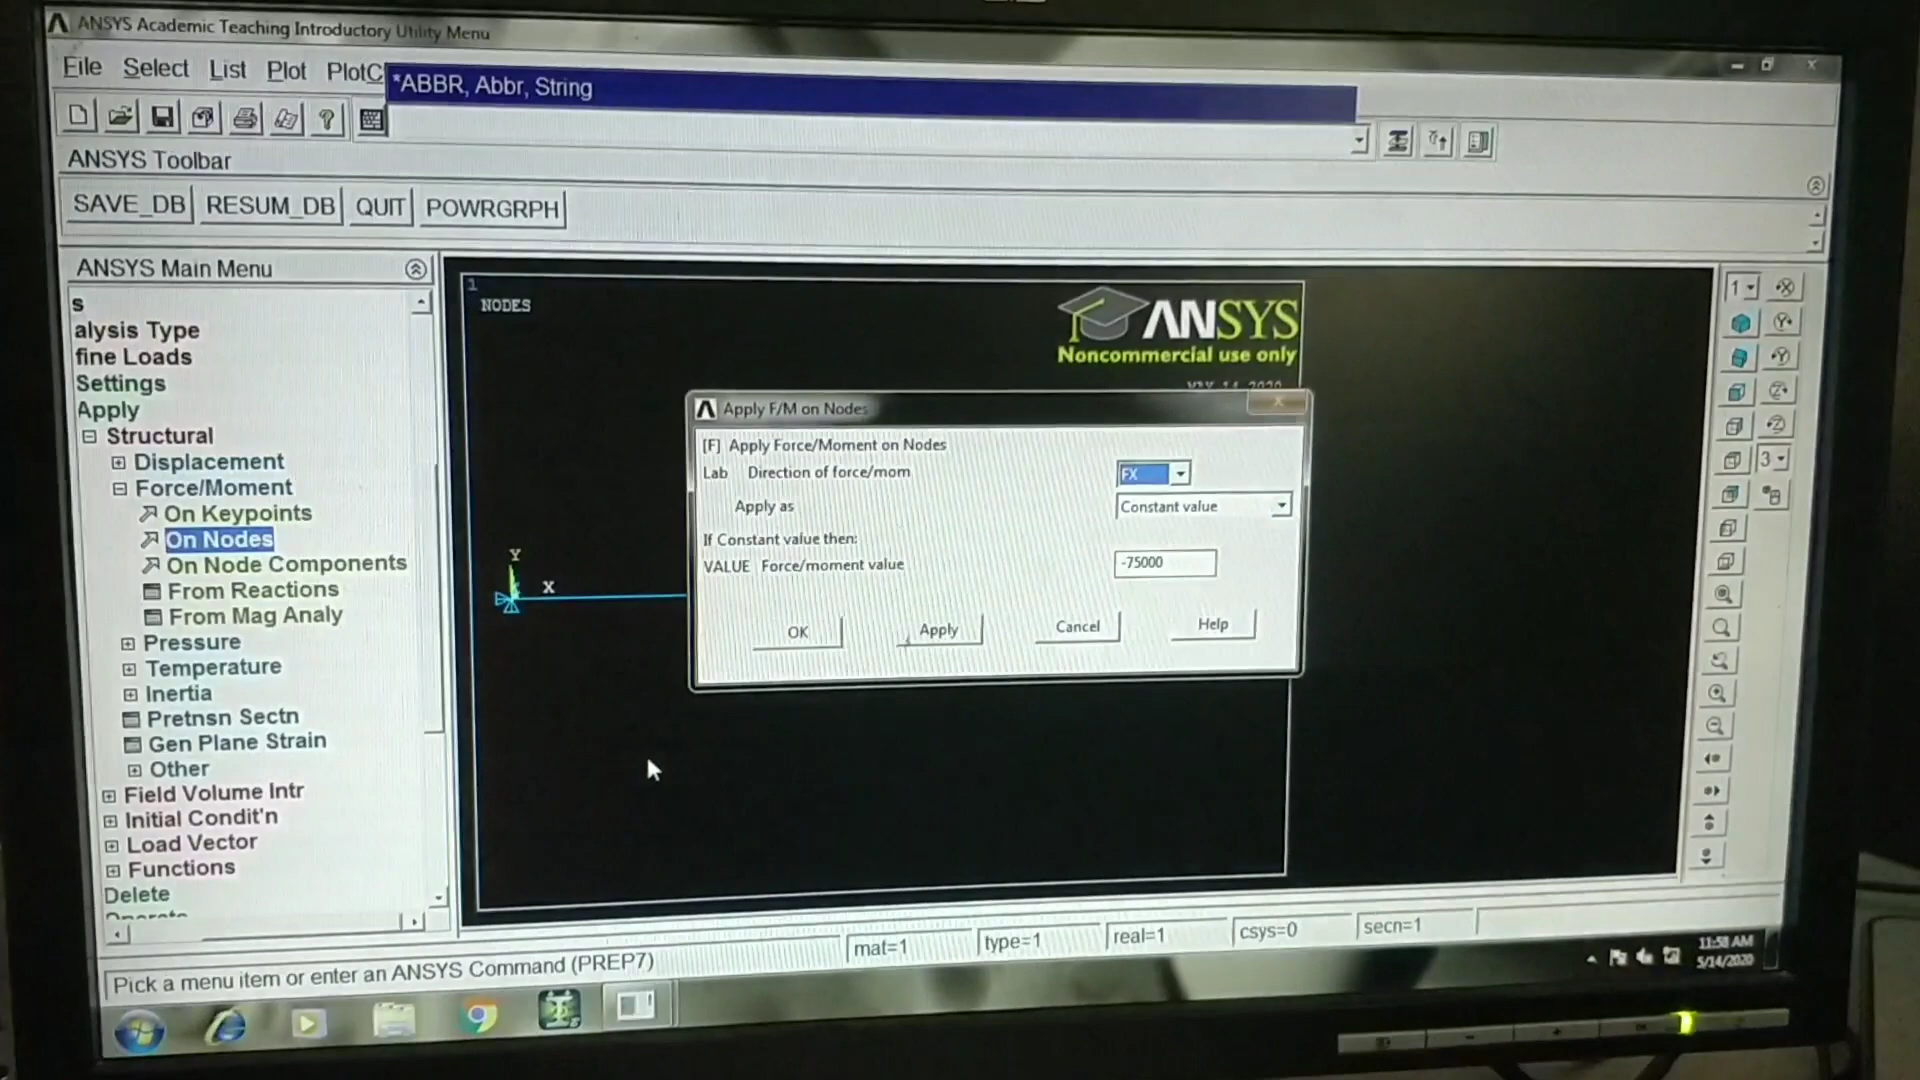 ANSYS Academic Teaching Introductory Utility Menu
File Select List Plot PlotC
*ABBR, Abbr, String
ANSYS Toolbar
SAVE_DB RESUM_DB QUIT POWRGRPH
ANSYS Main Menu
s
alysis Type
fine Loads
Settings
Apply
Structural
Displacement
Force/Moment
On Keypoints
On Nodes
On Node Components
From Reactions
From Mag Analy
Pressure
Temperature
Inertia
Pretnsn Sectn
Gen Plane Strain
Other
Field Volume Intr
Initial Condit'n
Load Vector
Functions
Delete
Operate
1
NODES
ANSYS
Noncommercial use only
MAY 14 2020
Y
X
Apply F/M on Nodes
[F] Apply Force/Moment on Nodes
Lab Direction of force/mom FX
Apply as Constant value
If Constant value then:
VALUE Force/moment value -75000
OK Apply Cancel Help
1
3
Pick a menu item or enter an ANSYS Command (PREP7)
mat=1 type=1 real=1 csys=0 secn=1
11:58 AM
5/14/2020